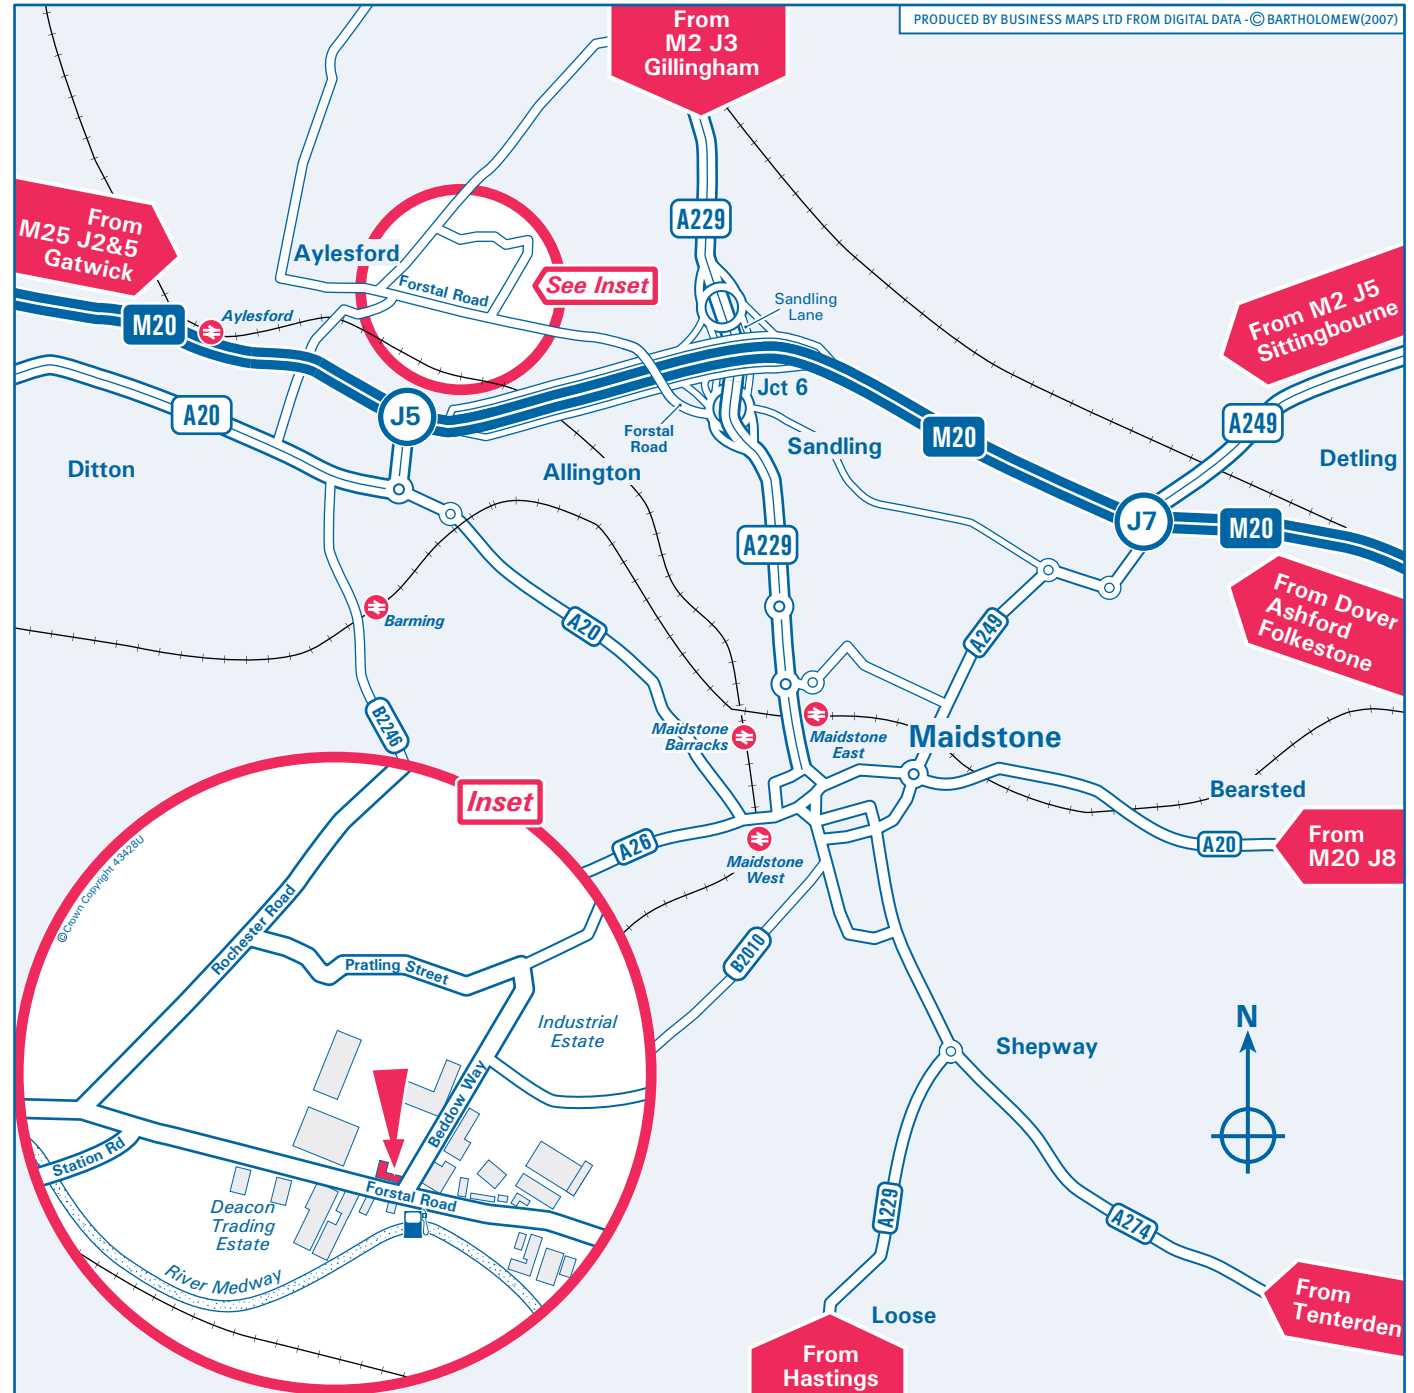 PRODUCED BY BUSINESS MAPS LTD FROM DIGITAL DATA - © BARTHOLOMEW(2007)
From
M2 J3
Gillingham
From
M25 J2&5
Gatwick
Aylesford
Forstal Road
See Inset
A229
Sandling
Lane
From M2 J5
Sittingbourne
M20
Aylesford
A20
J5
Jct 6
Forstal
Road
Sandling
M20
A249
Detling
Ditton
Allington
J7
M20
A229
From Dover
Ashford
Folkestone
Barming
A20
A249
B2246
Maidstone
Barracks
Maidstone
East
Maidstone
Bearsted
A20
From
M20 J8
Inset
A26
Maidstone
West
© Crown Copyright 43428U
Rochester Road
Pratling Street
B2010
Industrial
Estate
N
Shepway
Beddow Way
Station Rd
Forstal Road
Deacon
Trading
Estate
River Medway
A229
A274
From
Tenterden
Loose
From
Hastings